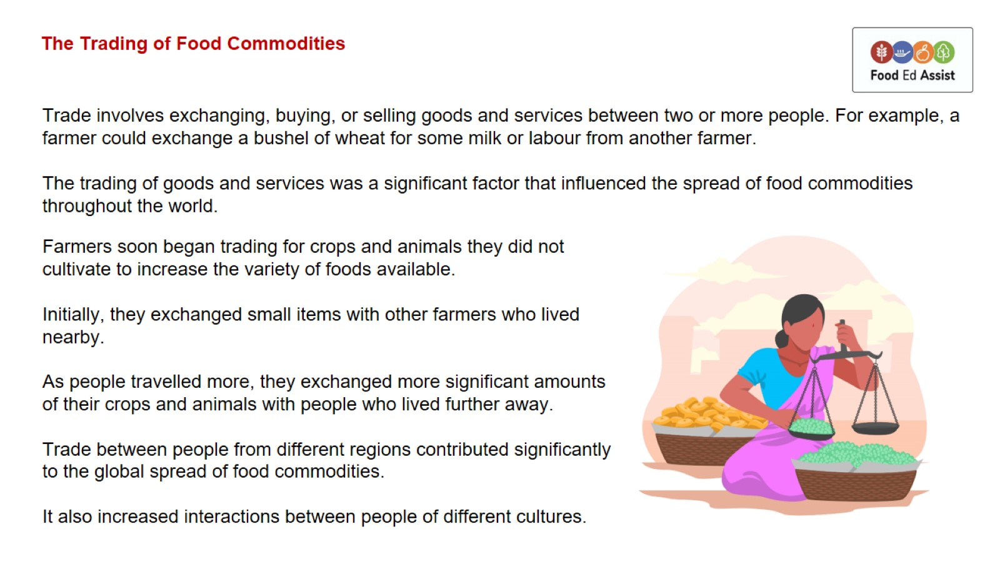 The Trading of Food Commodities
Food Ed Assist
Trade involves exchanging, buying, or selling goods and services between two or more people. For example, a
farmer could exchange a bushel of wheat for some milk or labour from another farmer.
The trading of goods and services was a significant factor that influenced the spread of food commodities
throughout the world.
Farmers soon began trading for crops and animals they did not
cultivate to increase the variety of foods available.
Initially, they exchanged small items with other farmers who lived
nearby.
As people travelled more, they exchanged more significant amounts
of their crops and animals with people who lived further away.
Trade between people from different regions contributed significantly
to the global spread of food commodities.
It also increased interactions between people of different cultures.